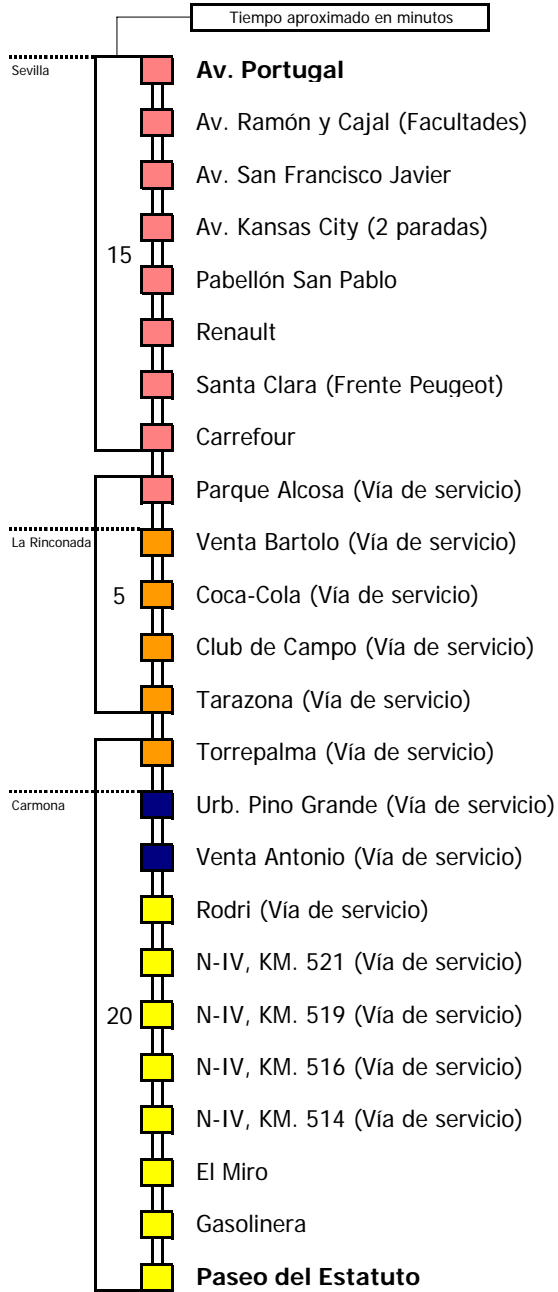 Tiempo aproximado en minutos
Sevilla
Av. Portugal
Av. Ramón y Cajal (Facultades)
Av. San Francisco Javier
Av. Kansas City (2 paradas)
15
Pabellón San Pablo
Renault
Santa Clara (Frente Peugeot)
Carrefour
Parque Alcosa (Vía de servicio)
La Rinconada
Venta Bartolo (Vía de servicio)
5
Coca-Cola (Vía de servicio)
Club de Campo (Vía de servicio)
Tarazona (Vía de servicio)
Torrepalma (Vía de servicio)
Carmona
Urb. Pino Grande (Vía de servicio)
Venta Antonio (Vía de servicio)
Rodri (Vía de servicio)
N-IV, KM. 521 (Vía de servicio)
20
N-IV, KM. 519 (Vía de servicio)
N-IV, KM. 516 (Vía de servicio)
N-IV, KM. 514 (Vía de servicio)
El Miro
Gasolinera
Paseo del Estatuto